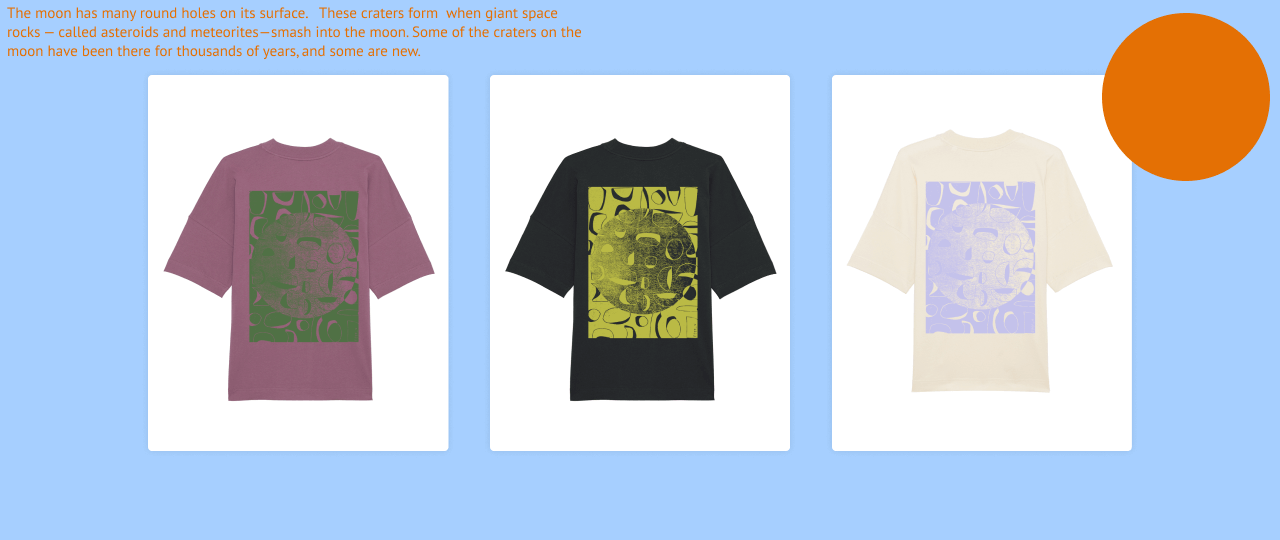 The moon has many round holes on its surface.   These craters form  when giant space
rocks — called asteroids and meteorites—smash into the moon. Some of the craters on the
moon have been there for thousands of years, and some are new.